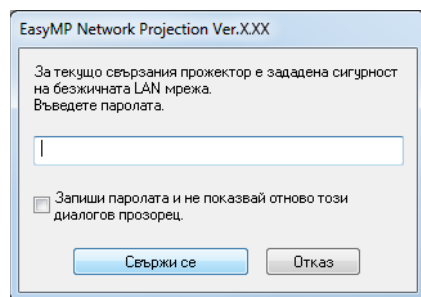 EasyMP Network Projection Ver.X.XX
За текущо свързания прожектор е зададена сигурност
на безжичната LAN мрежа.
Въведете паролата.
Запиши паролата и не показвай отново този
диалогов прозорец.
Свържи се
Отказ